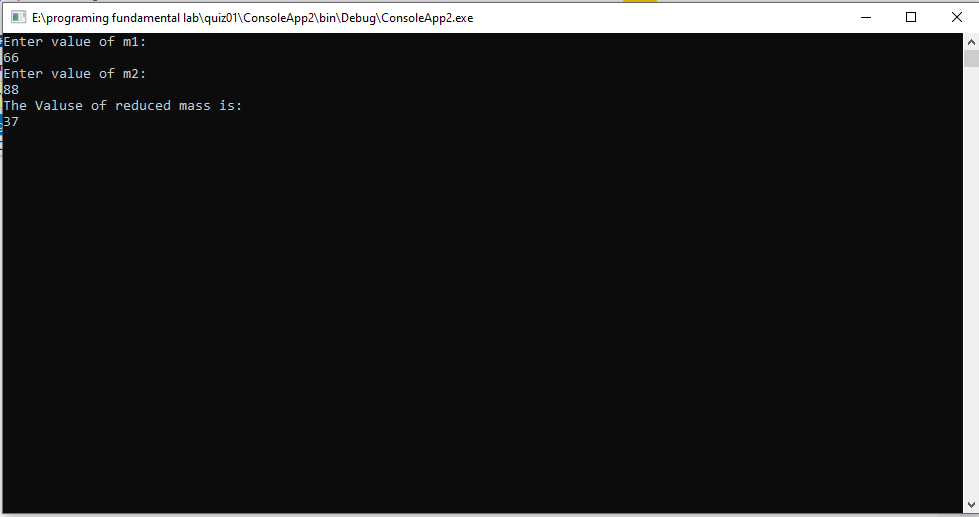 E:\programing fundamental lab\quiz01\ConsoleApp2\bin\Debug\ConsoleApp2.exe
Enter value of m1:
66
Enter value of m2:
88
The Valuse of reduced mass is:
37